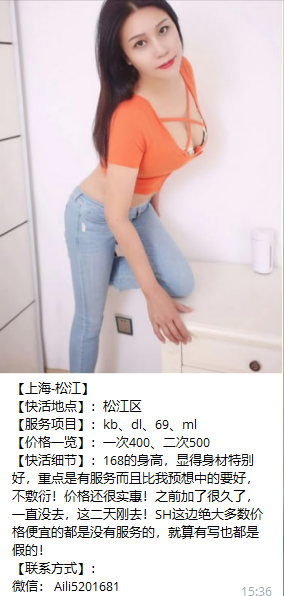 【上海-松江】
【快活地点】：松江区
【服务项目】：kb、dl、69、ml
【价格一览】：一次400、二次500
【快活细节】：168的身高，显得身材特别
好，重点是有服务而且比我预想中的要好，
不敷衍！价格还很实惠！之前加了很久了，
一直没去，这二天刚去！SH这边绝大多数价
格便宜的都是没有服务的，就算有写也都是
假的！
【联系方式】：
微信： Aili5201681
15:36